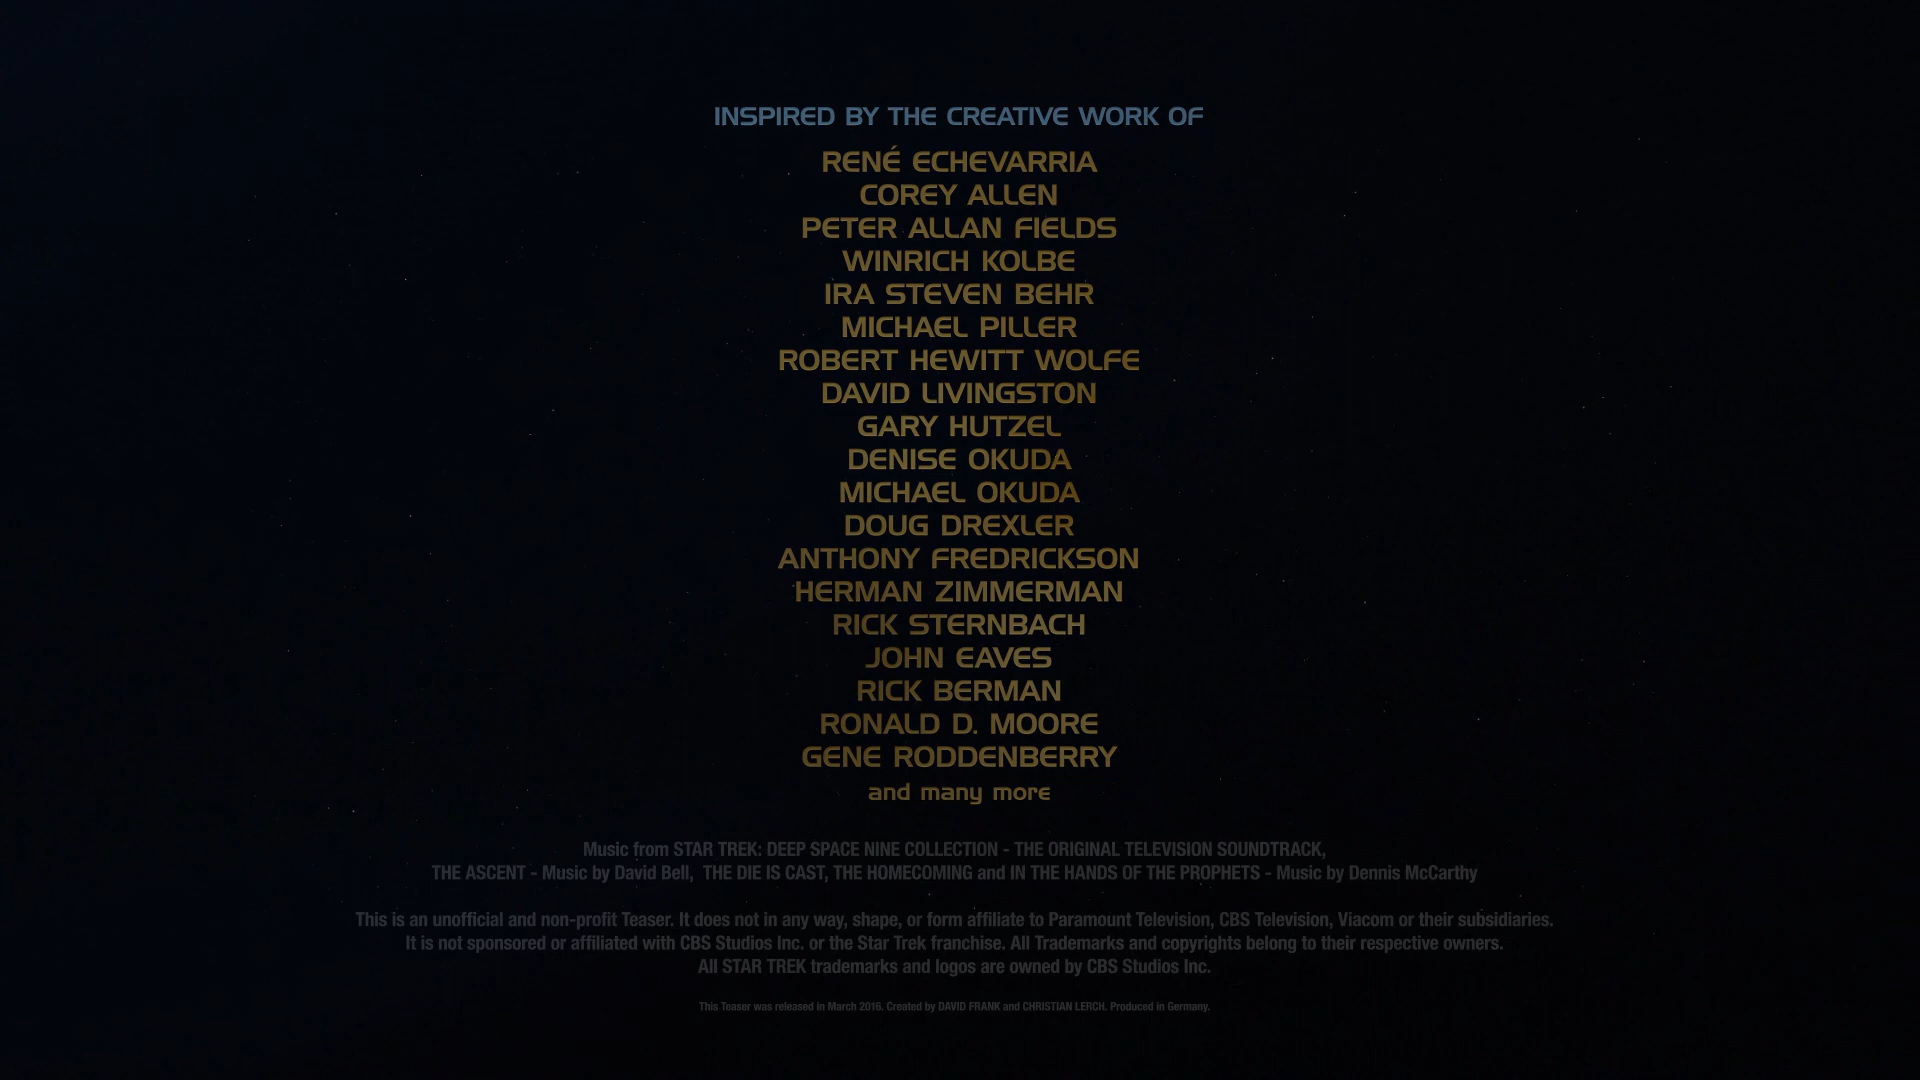 INSPIRED BY THE CREATIVE WORK OF
RENÉ ECHEVARRIA
COREY ALLEN
PETER ALLAN FIELDS
WINRICH KOLBE
IRA STEVEN BEHR
MICHAEL PILLER
ROBERT HEWITT WOLFE
DAVID LIVINGSTON
GARY HUTZEL
DENISE OKUDA
MICHAEL OKUDA
DOUG DREXLER
ANTHONY FREDRICKSON
HERMAN ZIMMERMAN
RICK STERNBACH
JOHN EAVES
RICK BERMAN
RONALD D. MOORE
GENE RODDENBERRY
and many more
Music from STAR TREK: DEEP SPACE NINE COLLECTION - THE ORIGINAL TELEVISION SOUNDTRACK,
THE ASCENT - Music by David Bell,  THE DIE IS CAST, THE HOMECOMING and IN THE HANDS OF THE PROPHETS - Music by Dennis McCarthy
This is an unofficial and non-profit Teaser. It does not in any way, shape, or form affiliate to Paramount Television, CBS Television, Viacom or their subsidiaries.
It is not sponsored or affiliated with CBS Studios Inc. or the Star Trek franchise. All Trademarks and copyrights belong to their respective owners.
All STAR TREK trademarks and logos are owned by CBS Studios Inc.
This Teaser was released in March 2016. Created by DAVID FRANK and CHRISTIAN LERCH. Produced in Germany.